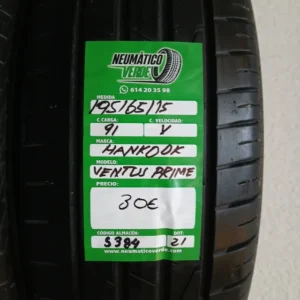 NEUMÁTICO
VERDE
614 20 35 98
MEDIDA:
195/65/15
C. CARGA: C. VELOCIDAD:
91 V
MARCA:
HANKOOK
MODELO:
VENTUS PRIME
PRECIO:
30€
CÓDIGO ALMACÉN: DOT:
S384 21
www.neumaticoverde.com